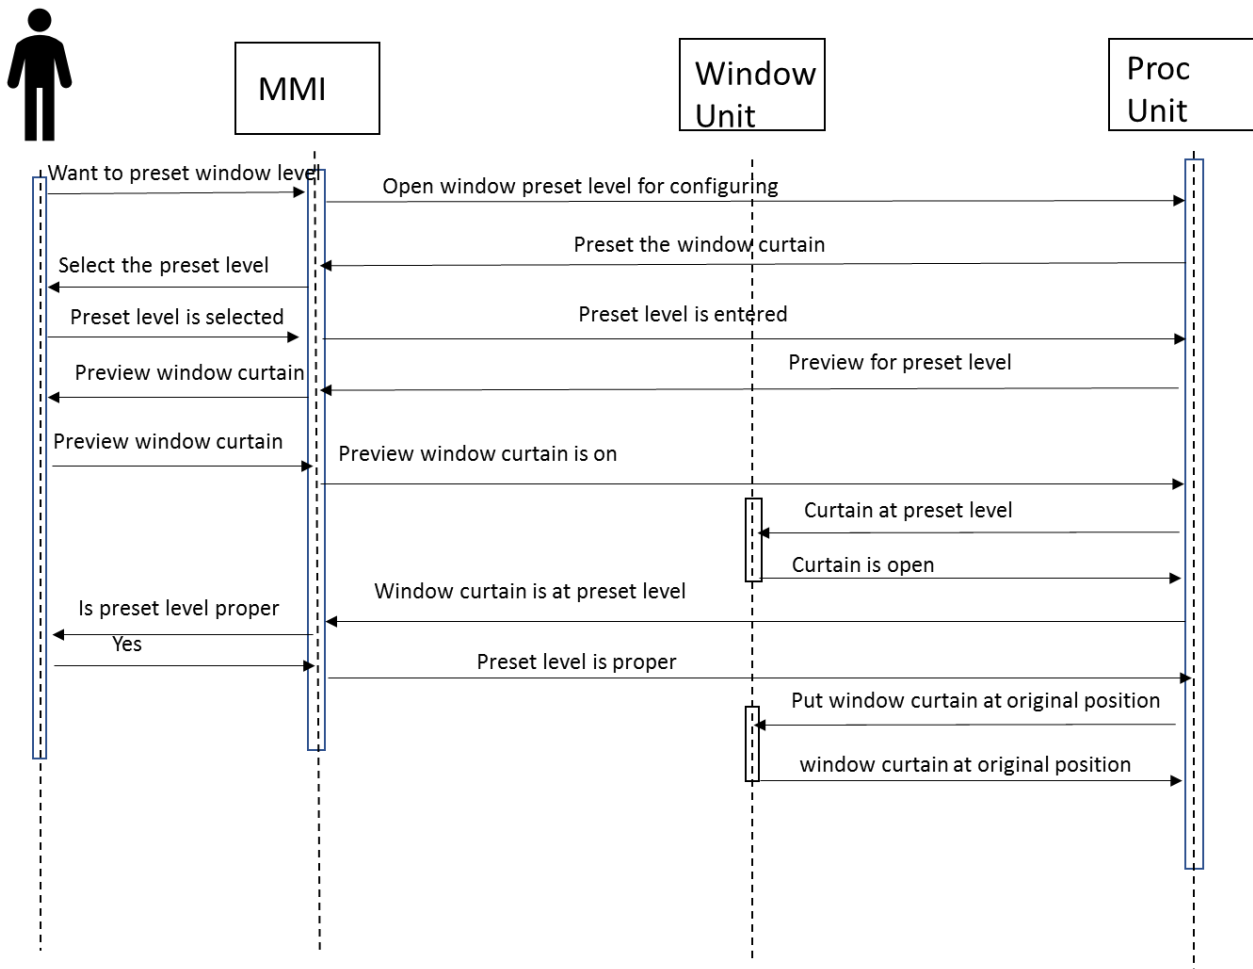 MMI
Window
Unit
Proc
Unit
Want to preset window level
Open window preset level for configuring
Preset the window curtain
Select the preset level
Preset level is selected
Preset level is entered
Preview for preset level
Preview window curtain
Preview window curtain
Preview window curtain is on
Curtain at preset level
Curtain is open
Window curtain is at preset level
Is preset level proper
Yes
Preset level is proper
Put window curtain at original position
window curtain at original position